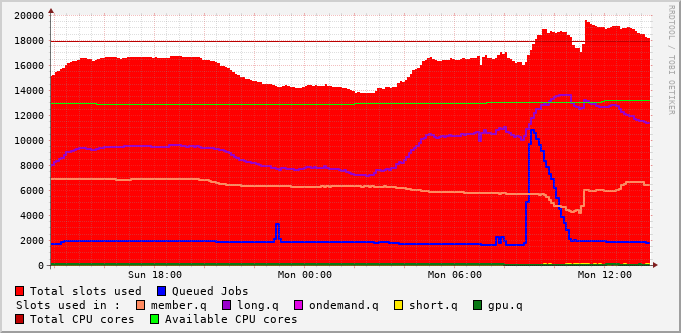 20000
18000
16000
14000
12000
10000
8000
6000
4000
2000
0
Sun 18:00 Mon 00:00 Mon 06:00 Mon 12:00
RRDTOOL / TOBI OETIKER
Total slots used Queued Jobs
Slots used in : member.q long.q ondemand.q short.q gpu.q
Total CPU cores Available CPU cores